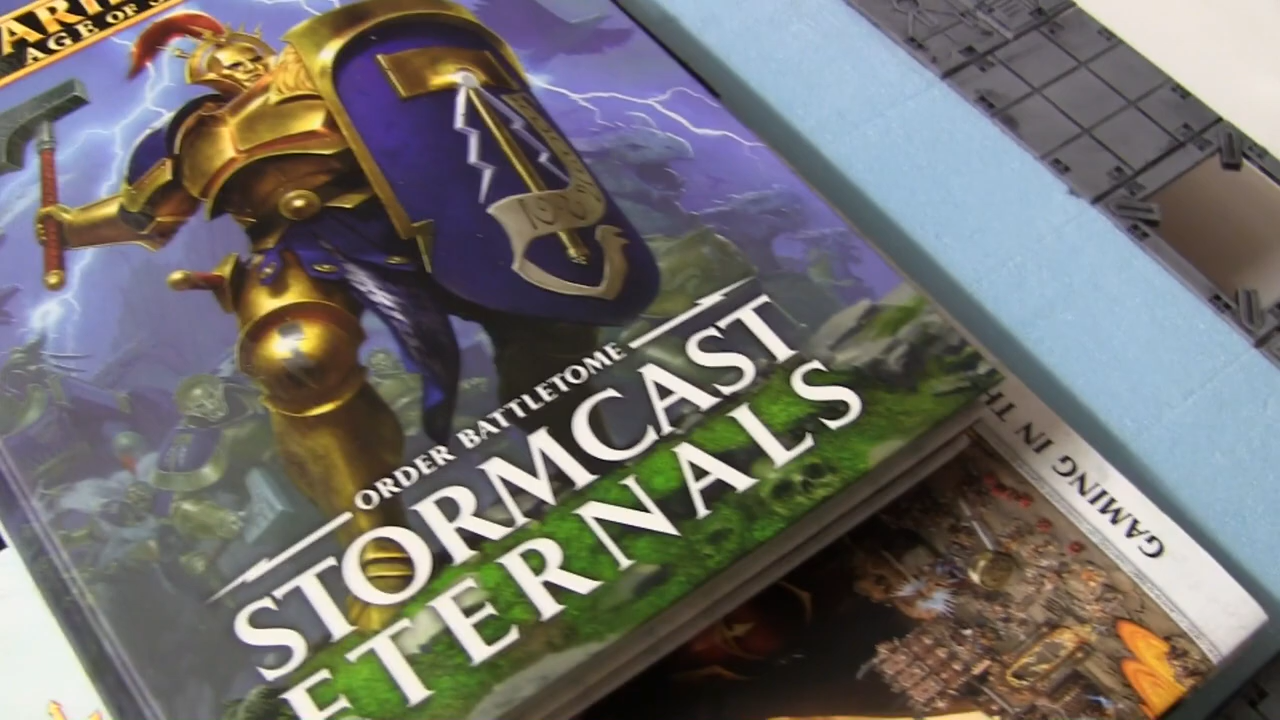 AGE OF
ORDER BATTLETOME
STORMCAST
ETERNALS
GAMING IN TH